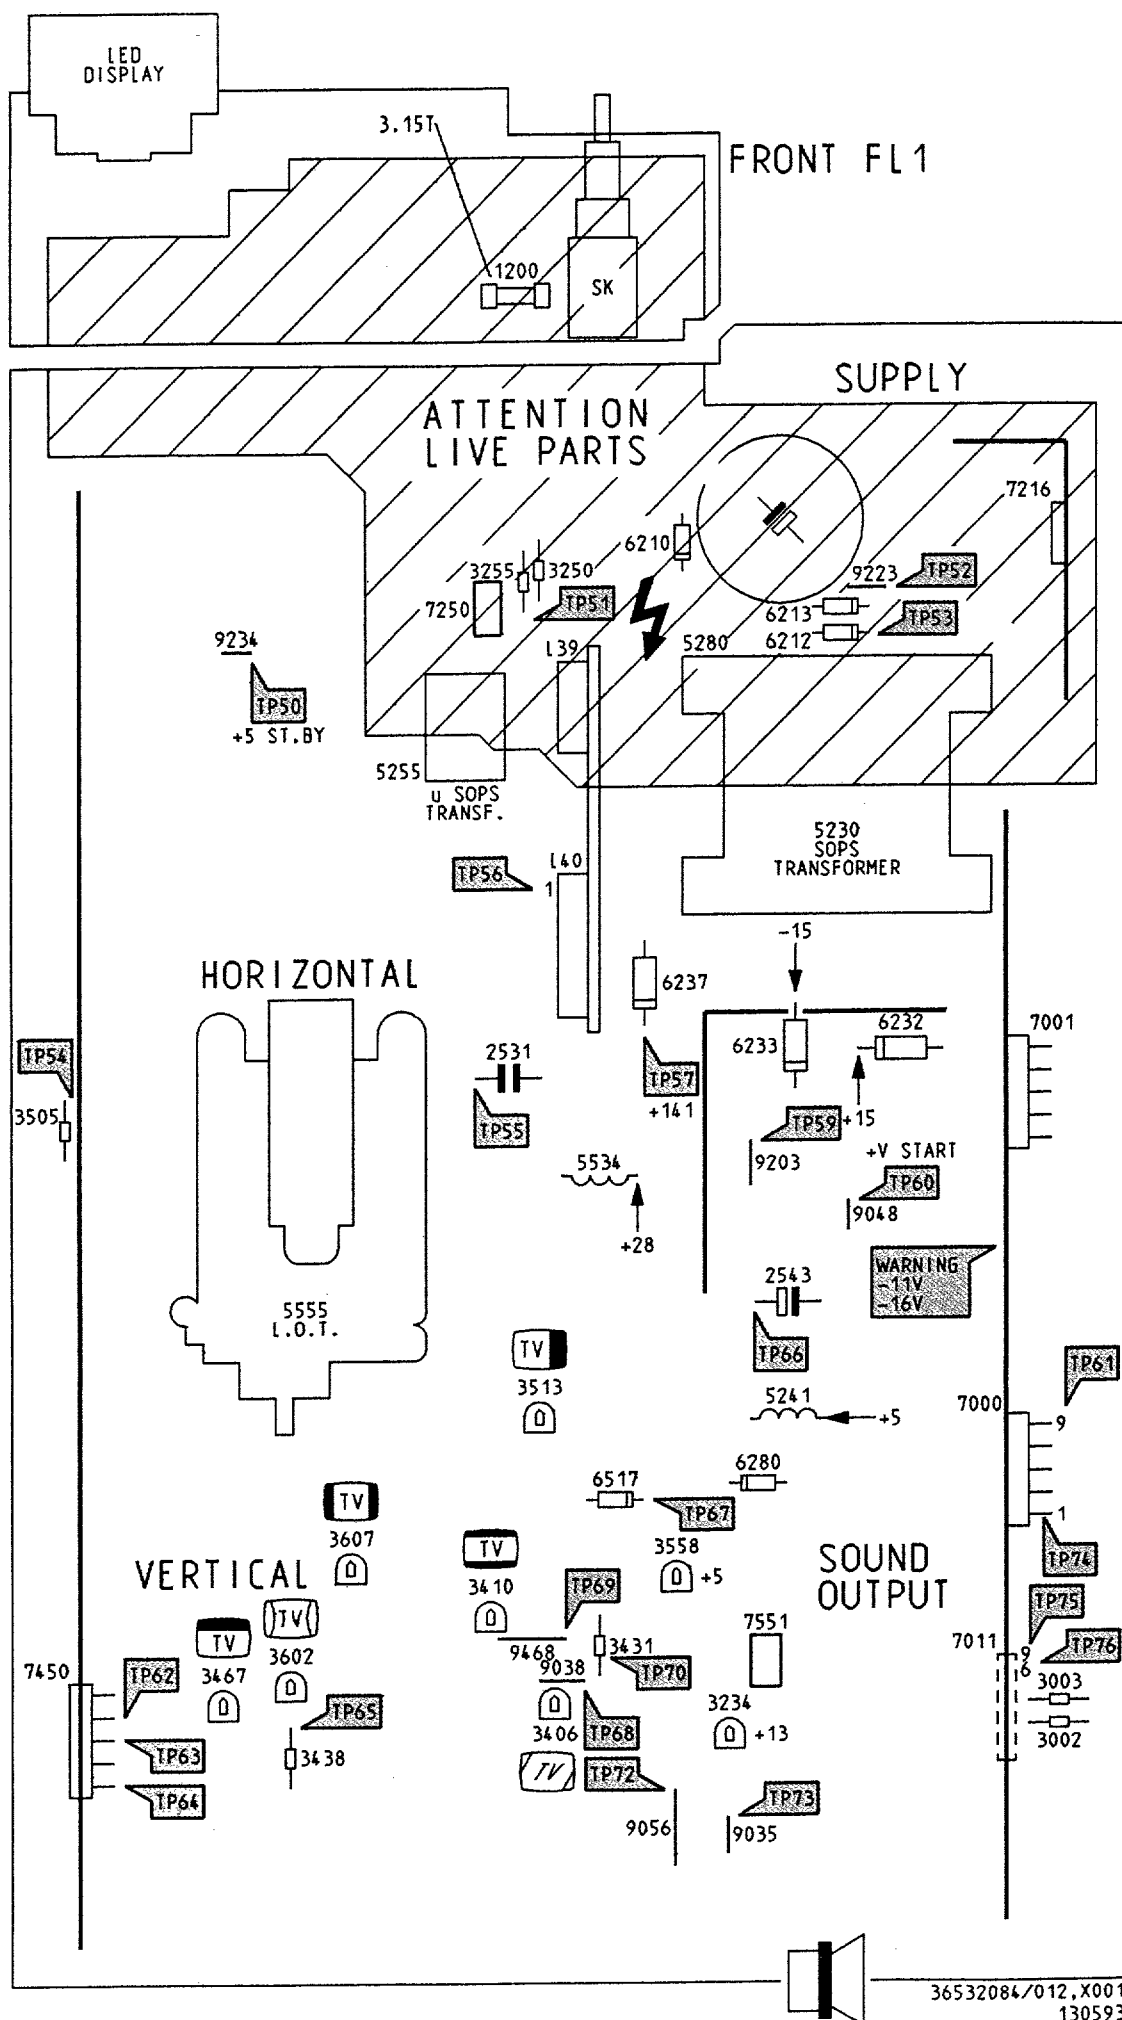 LED
DISPLAY
3.15T
FRONT FL1
1200
SK
SUPPLY
ATTENTION
LIVE PARTS
7216
6210
3255
3250
9223
TP52
7250
TP51
6213
TP53
6212
9234
L39
5280
TP50
+5 ST.BY
5255
u SOPS
TRANSF.
5230
SOPS
TRANSFORMER
L40
TP56
1
-15
HORIZONTAL
6237
6232
7001
6233
TP54
2531
TP57
+141
3505
TP55
TP59
+15
9203
+V START
5534
TP60
9048
+28
WARNING
-11V
-16V
2543
5555
L.O.T.
TV
TP66
TP61
3513
5241
7000
+5
9
6280
6517
TV
TP67
1
3607
TV
3558
SOUND
OUTPUT
TP74
VERTICAL
3410
TP69
+5
TP75
TV
TV
7551
9468
3431
7011
9
TP76
6
7450
TP62
3467
3602
9038
TP70
3003
TP65
3406
TP68
3234
+13
3002
TP63
3438
TV
TP72
TP64
TP73
9056
9035
36532084/012,X001
130593